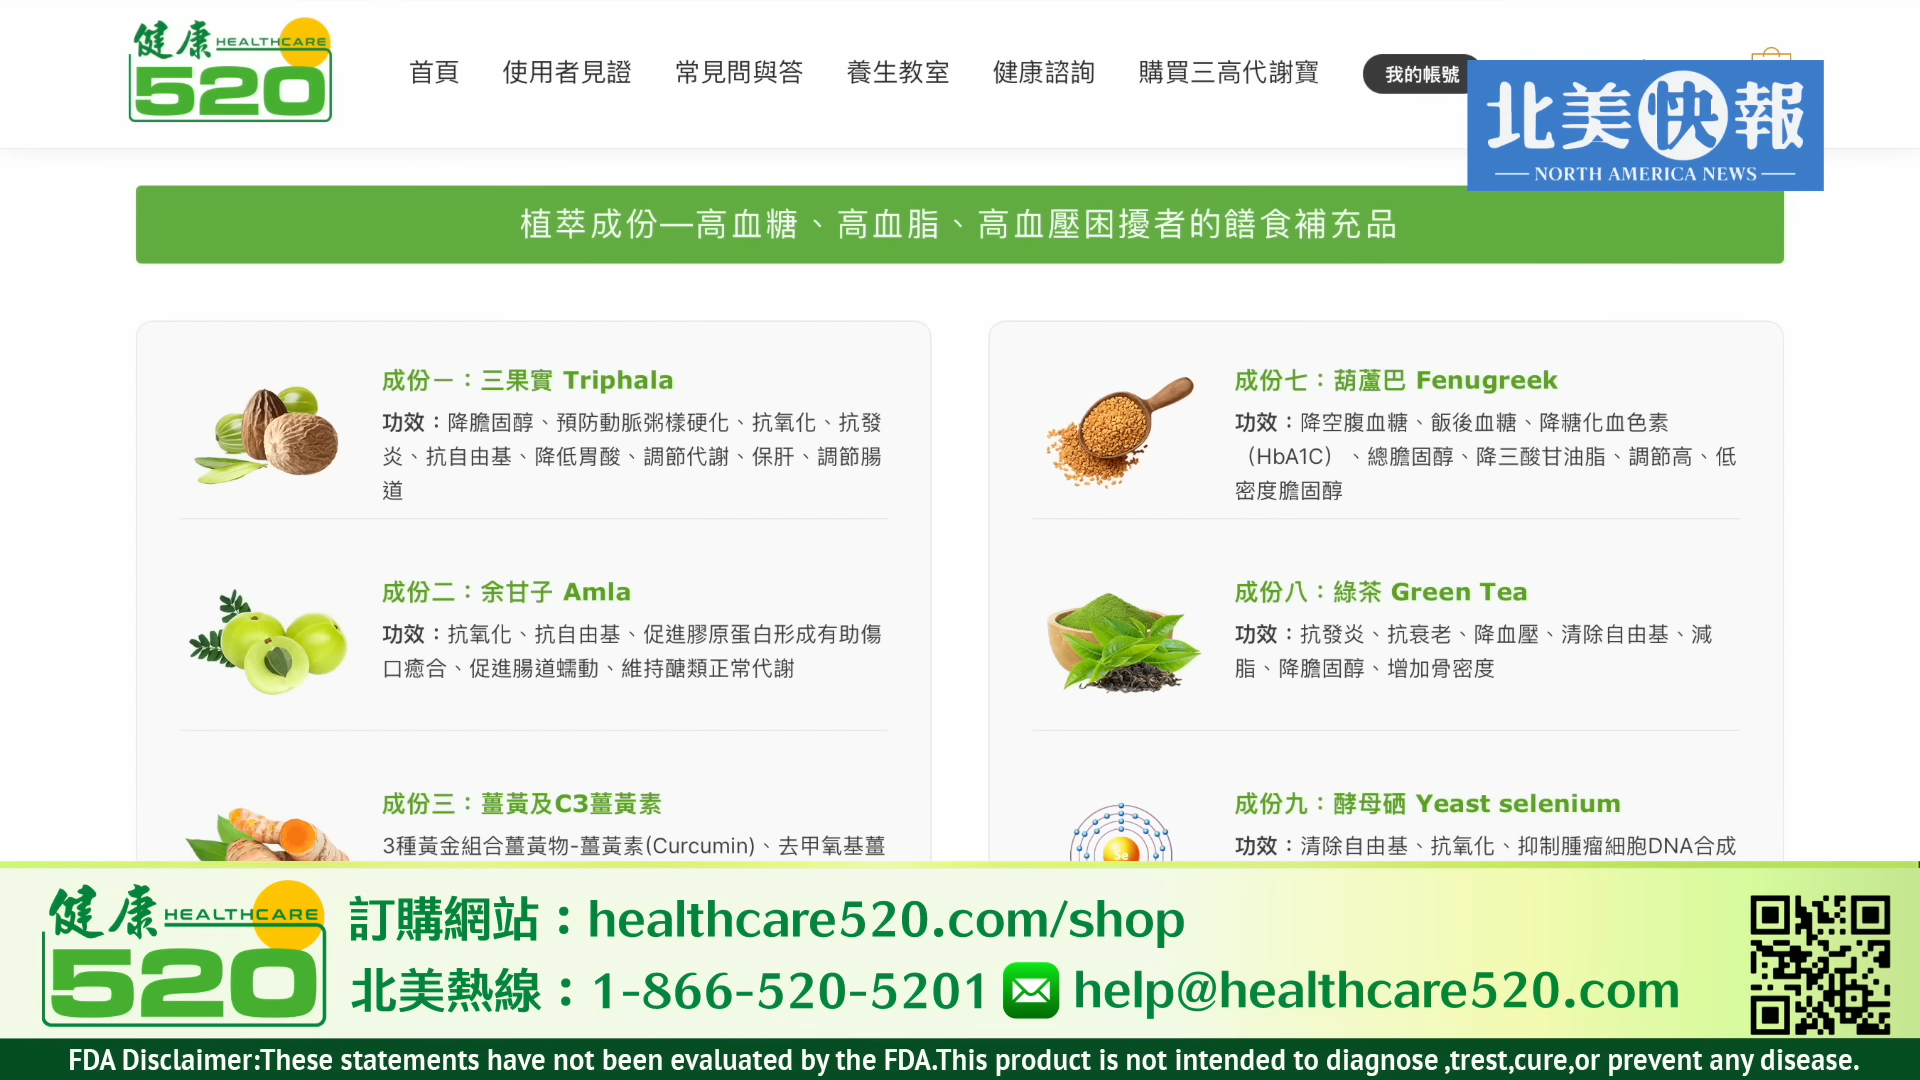 健康 HEALTHCARE
520
首頁 使用者見證 常見問與答 養生教室 健康諮詢 購買三高代謝寶 我的帳號
北美快報
NORTH AMERICA NEWS
植萃成份—高血糖、高血脂、高血壓困擾者的饍食補充品
成份一：三果實 Triphala
功效：降膽固醇、預防動脈粥樣硬化、抗氧化、抗發
炎、抗自由基、降低胃酸、調節代謝、保肝、調節腸
道
成份二：余甘子 Amla
功效：抗氧化、抗自由基、促進膠原蛋白形成有助傷
口癒合、促進腸道蠕動、維持醣類正常代謝
成份三：薑黃及C3薑黃素
3種黃金組合薑黃物-薑黃素(Curcumin)、去甲氧基薑
成份七：葫蘆巴 Fenugreek
功效：降空腹血糖、飯後血糖、降糖化血色素
（HbA1C）、總膽固醇、降三酸甘油脂、調節高、低
密度膽固醇
成份八：綠茶 Green Tea
功效：抗發炎、抗衰老、降血壓、清除自由基、減
脂、降膽固醇、增加骨密度
成份九：酵母硒 Yeast selenium
功效：清除自由基、抗氧化、抑制腫瘤細胞DNA合成
Se
健康 HEALTHCARE
520
訂購網站：healthcare520.com/shop
北美熱線：1-866-520-5201 help@healthcare520.com
FDA Disclaimer:These statements have not been evaluated by the FDA.This product is not intended to diagnose ,trest,cure,or prevent any disease.